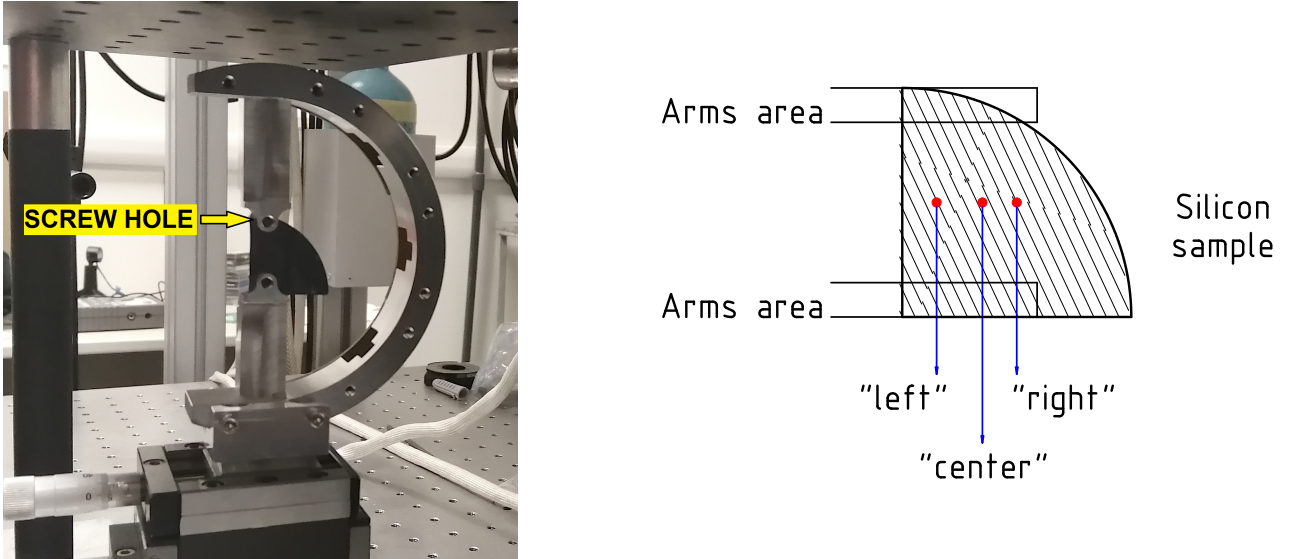 SCREW HOLE
Arms area
Silicon
sample
Arms area
"left"
"right"
"center"